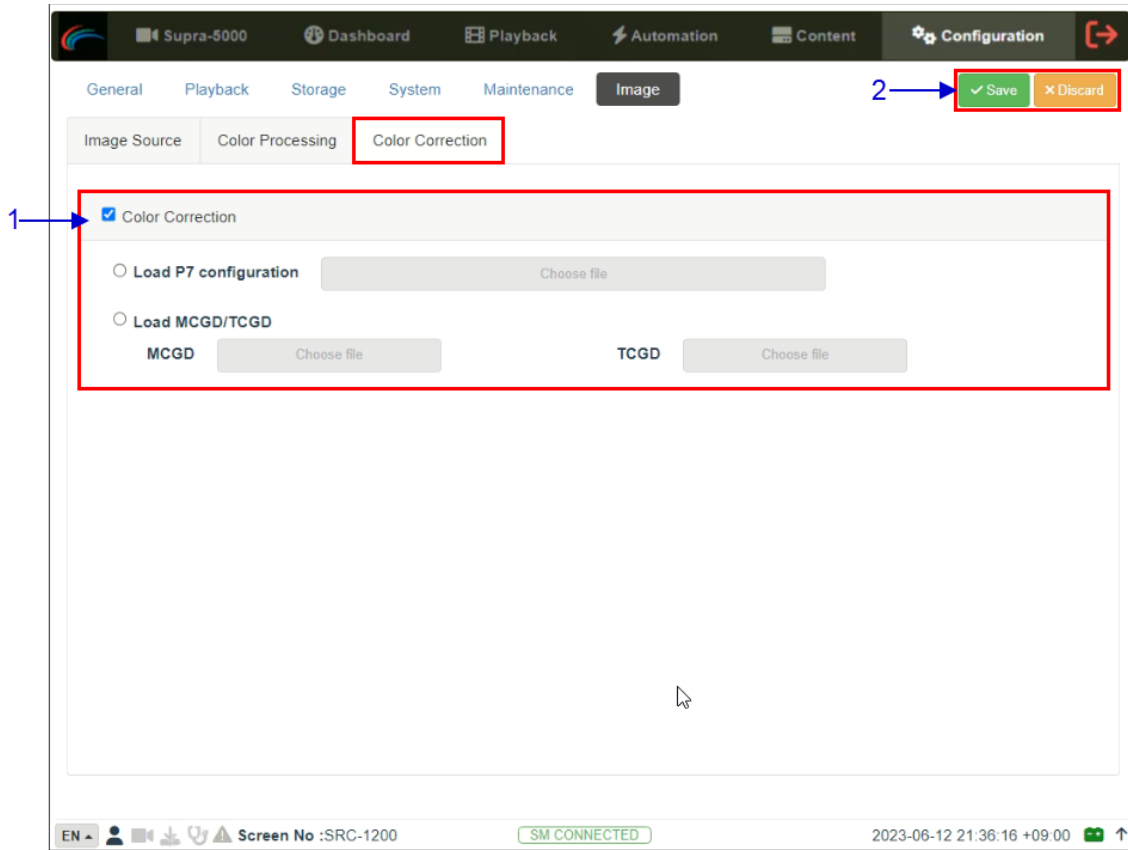 Supra-5000 Dashboard Playback Automation Content Configuration
General Playback Storage System Maintenance Image 2 Save Discard
Image Source Color Processing Color Correction
1 Color Correction
Load P7 configuration Choose file
Load MCGD/TCGD
MCGD Choose file TCGD Choose file
EN Screen No :SRC-1200 SM CONNECTED 2023-06-12 21:36:16 +09:00